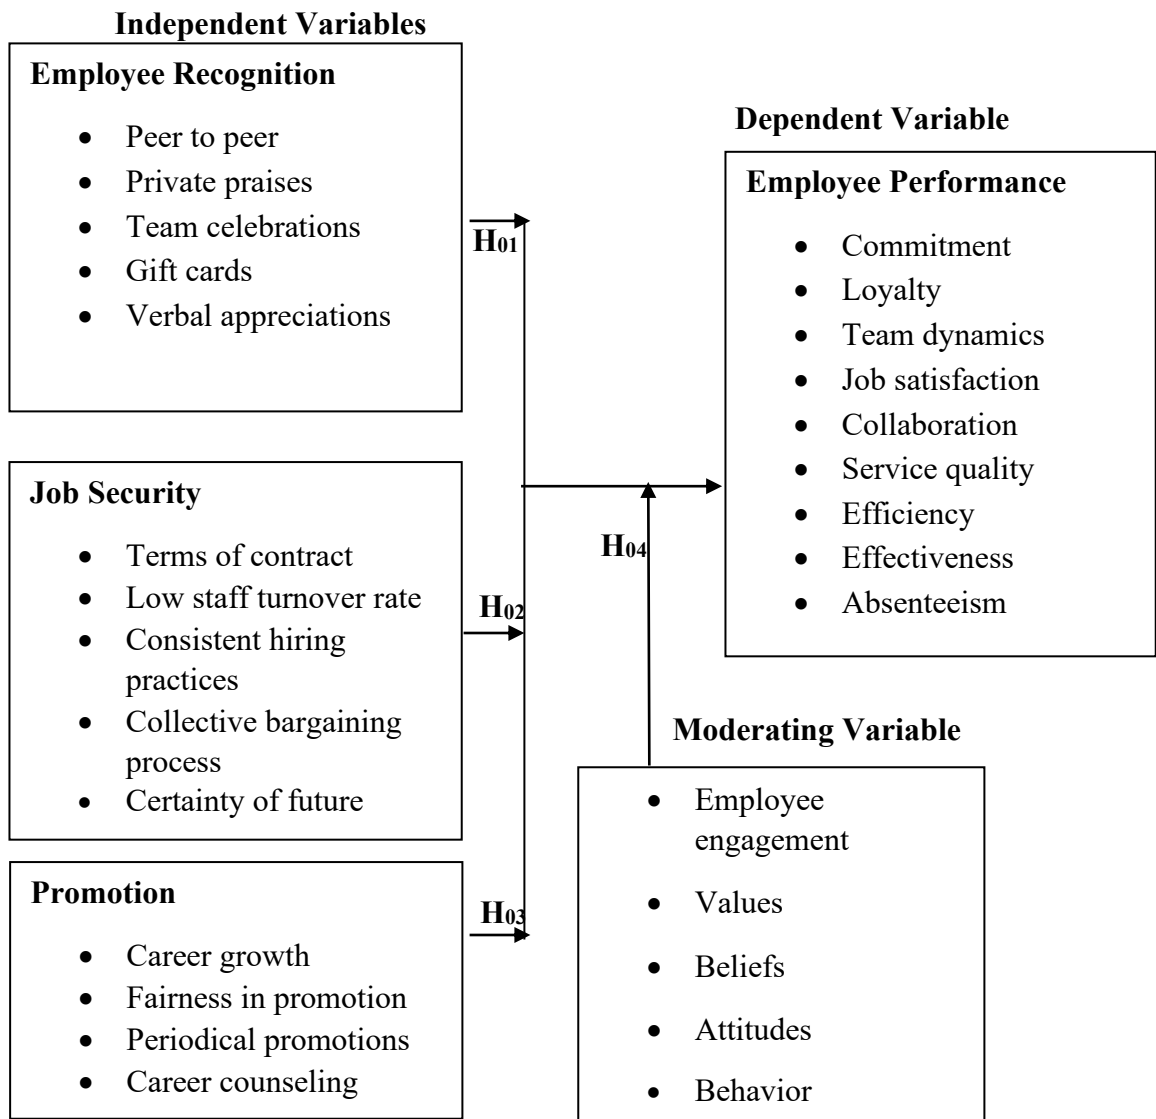 Independent Variables
Employee Recognition
• Peer to peer
• Private praises
• Team celebrations
• Gift cards
• Verbal appreciations
H01
Job Security
• Terms of contract
• Low staff turnover rate
• Consistent hiring
practices
• Collective bargaining
process
• Certainty of future
H02
Promotion
• Career growth
• Fairness in promotion
• Periodical promotions
• Career counseling
H03
Dependent Variable
Employee Performance
• Commitment
• Loyalty
• Team dynamics
• Job satisfaction
• Collaboration
• Service quality
• Efficiency
• Effectiveness
• Absenteeism
H04
Moderating Variable
• Employee
engagement
• Values
• Beliefs
• Attitudes
• Behavior